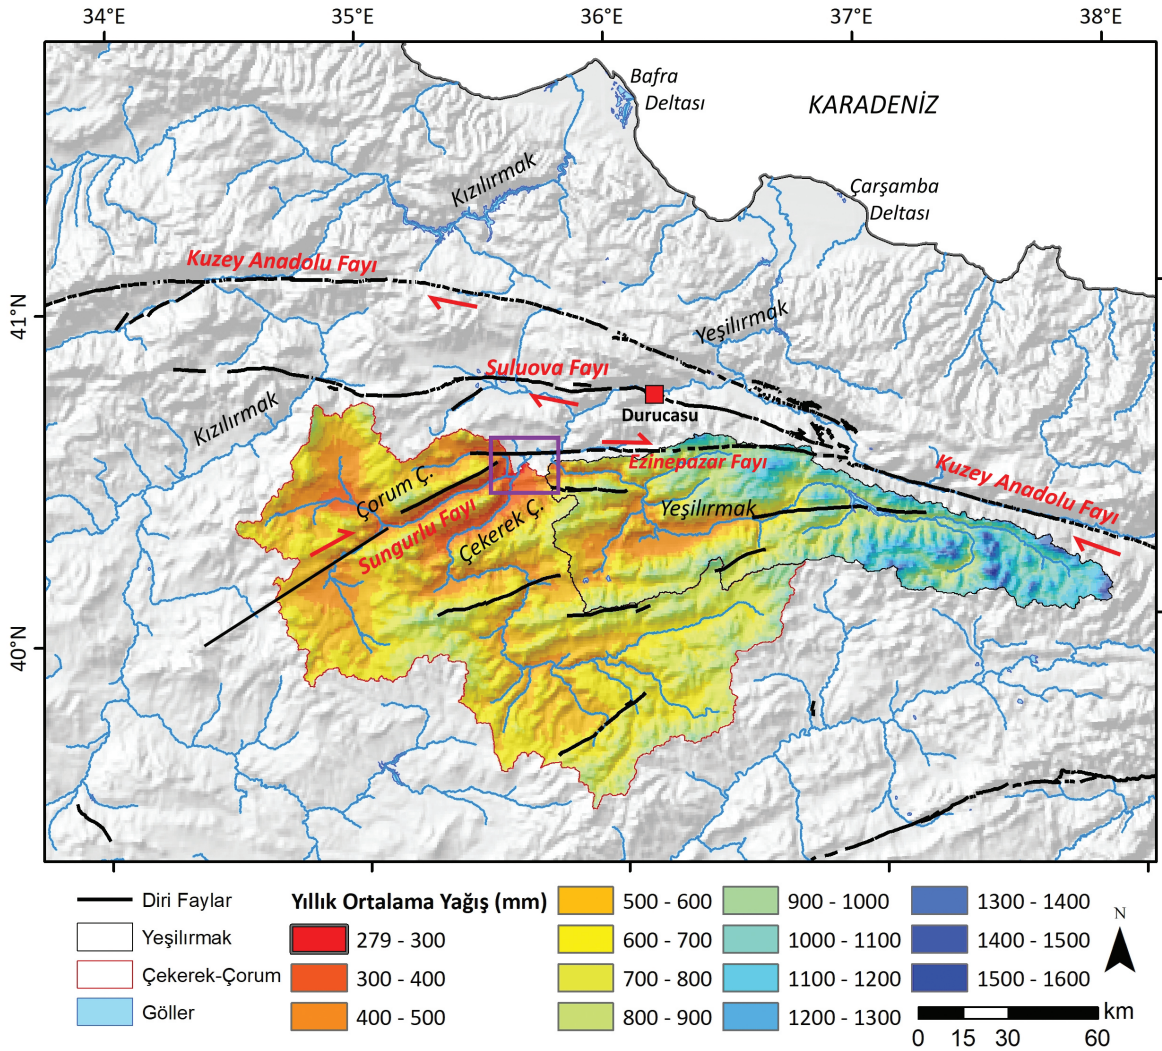 34°E 35°E 36°E 37°E 38°E
Bafra
Deltası
KARADENİZ
Kızılırmak
Çarşamba
Deltası
Kuzey Anadolu Fayı
41°N
Yeşilırmak
Suluova Fayı
Kızılırmak
Durucasu
Ezinepazar Fayı
Kuzey Anadolu Fayı
Çorum Ç.
Sungurlu Fayı
Çekerek Ç.
Yeşilırmak
40°N
Diri Faylar
Yeşilırmak
Çekerek-Çorum
Göller
Yıllık Ortalama Yağış (mm)
279 - 300
300 - 400
400 - 500
500 - 600
600 - 700
700 - 800
800 - 900
900 - 1000
1000 - 1100
1100 - 1200
1200 - 1300
1300 - 1400
1400 - 1500
1500 - 1600
N
km
0 15 30 60